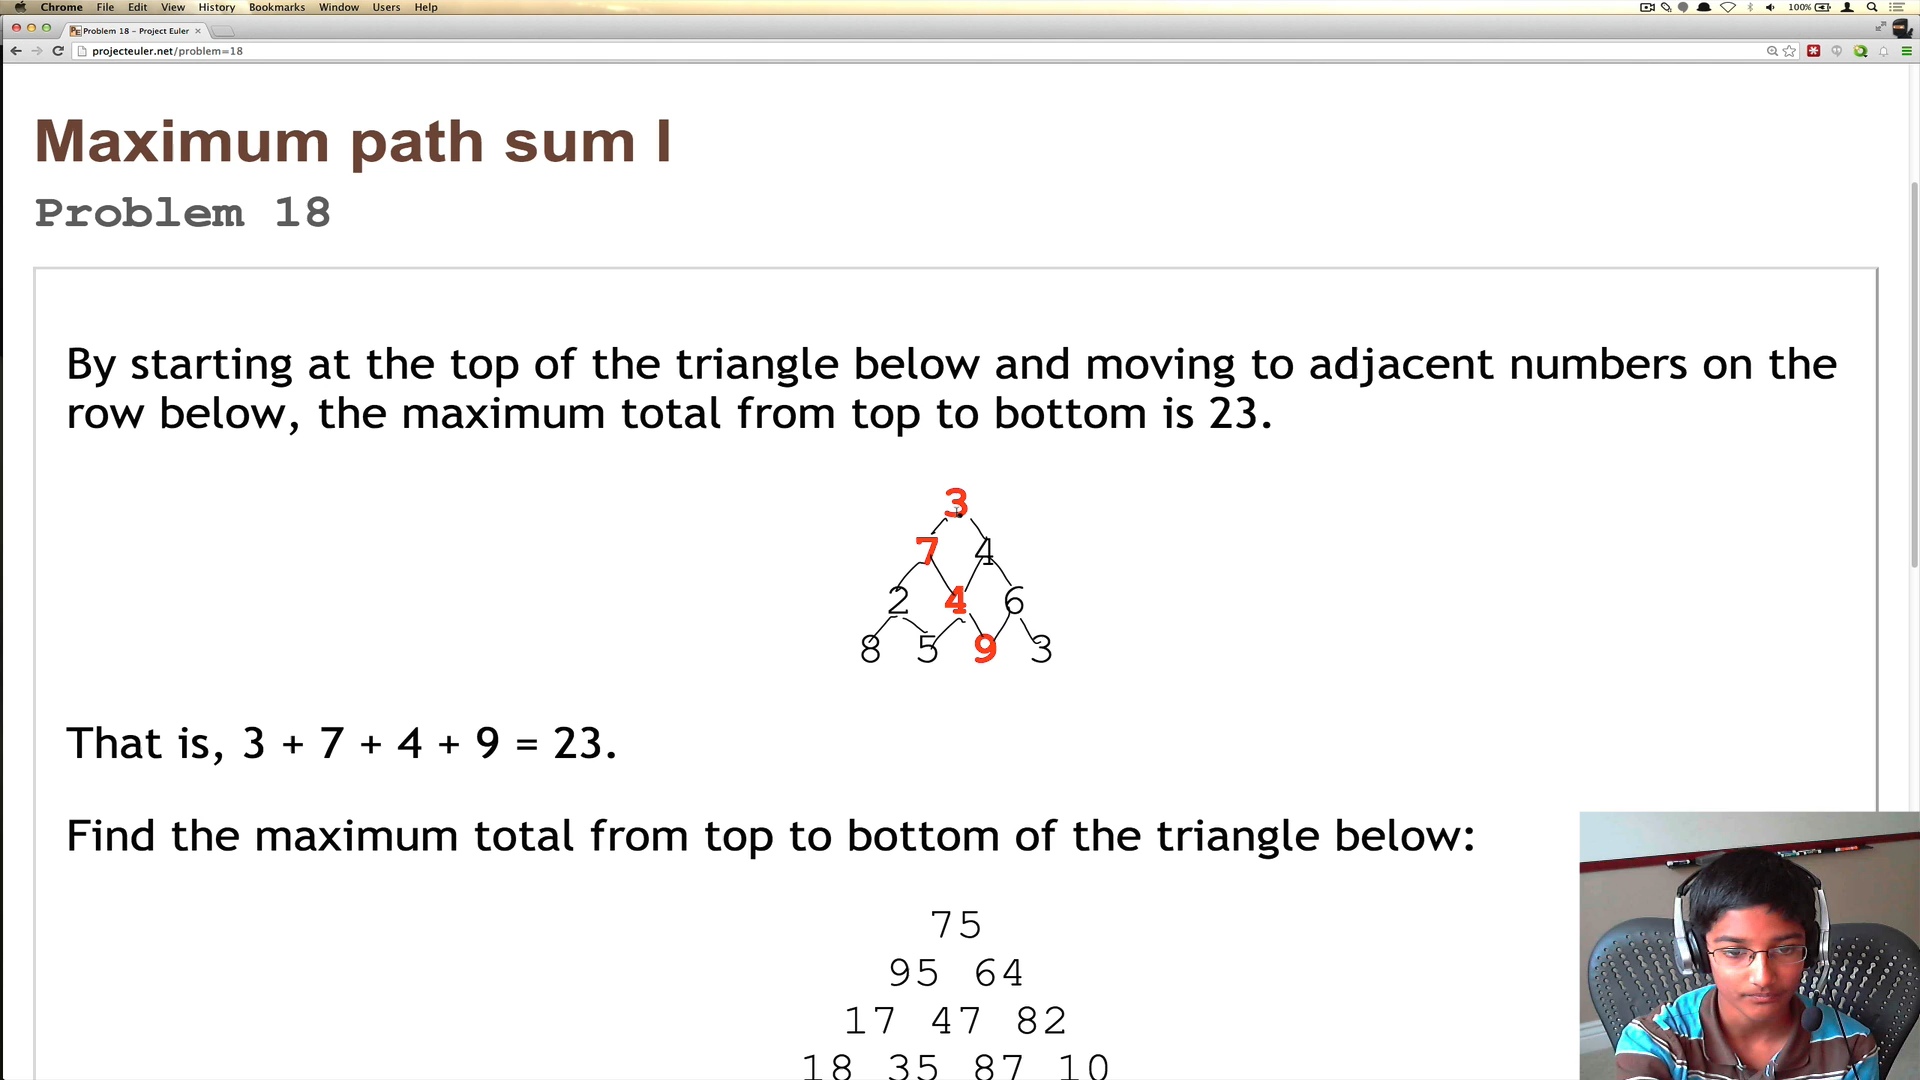 Chrome File Edit View History Bookmarks Window Users Help 100%
Problem 18 - Project Euler
projecteuler.net/problem=18
Maximum path sum I
Problem 18
By starting at the top of the triangle below and moving to adjacent numbers on the
row below, the maximum total from top to bottom is 23.
3
7 4
2 4 6
8 5 9 3
That is, 3 + 7 + 4 + 9 = 23.
Find the maximum total from top to bottom of the triangle below:
75
95 64
17 47 82
18 35 87 10